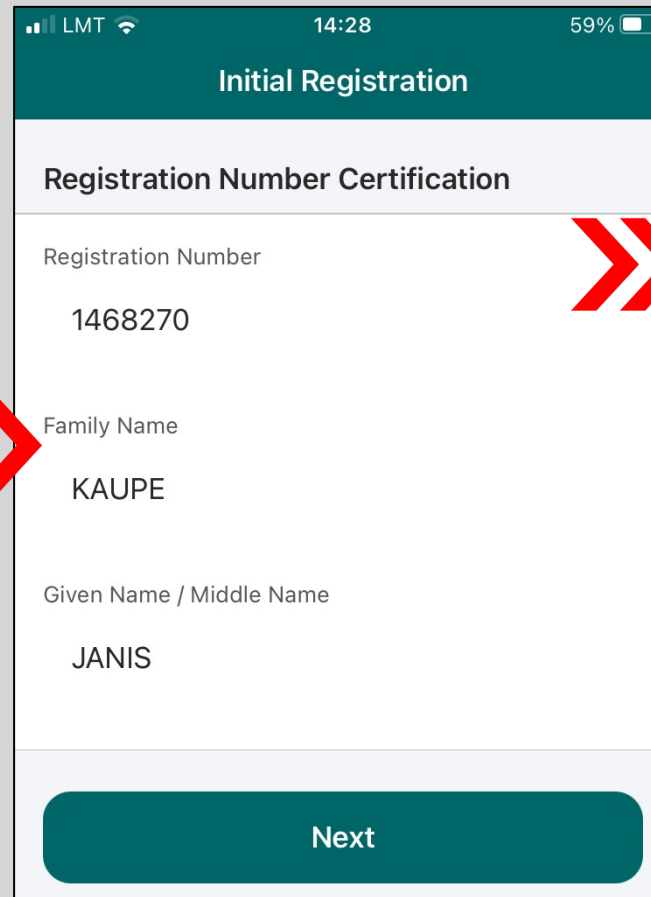 LMT 14:28 59%
Initial Registration
Registration Number Certification
Registration Number
1468270
Family Name
KAUPE
Given Name / Middle Name
JANIS
Next